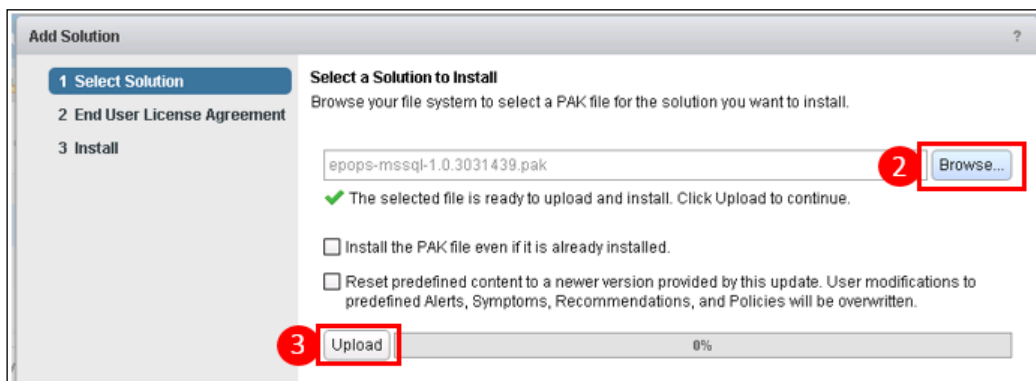 Add Solution
?
1 Select Solution
2 End User License Agreement
3 Install
Select a Solution to Install
Browse your file system to select a PAK file for the solution you want to install.
epops-mssql-1.0.3031439.pak
2
Browse...
The selected file is ready to upload and install. Click Upload to continue.
Install the PAK file even if it is already installed.
Reset predefined content to a newer version provided by this update. User modifications to
predefined Alerts, Symptoms, Recommendations, and Policies will be overwritten.
3
Upload
0%